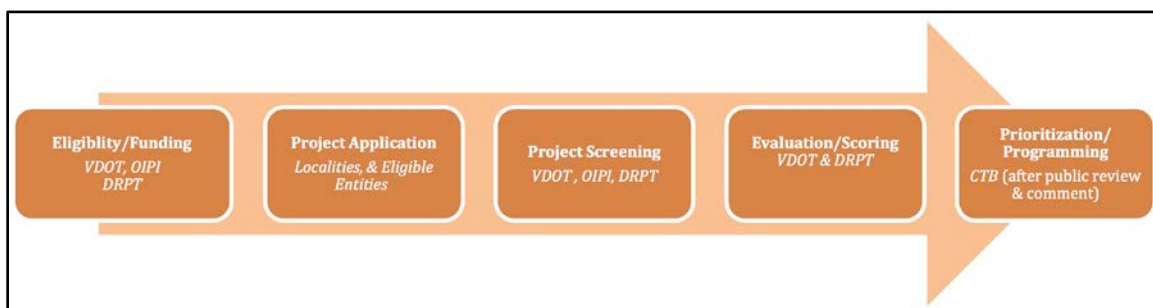 Eligiblity/Funding
VDOT, OIPI
DRPT
Project Application
Localities, & Eligible
Entities
Project Screening
VDOT , OIPI, DRPT
Evaluation/Scoring
VDOT & DRPT
Prioritization/
Programming
CTB (after public review
& comment)